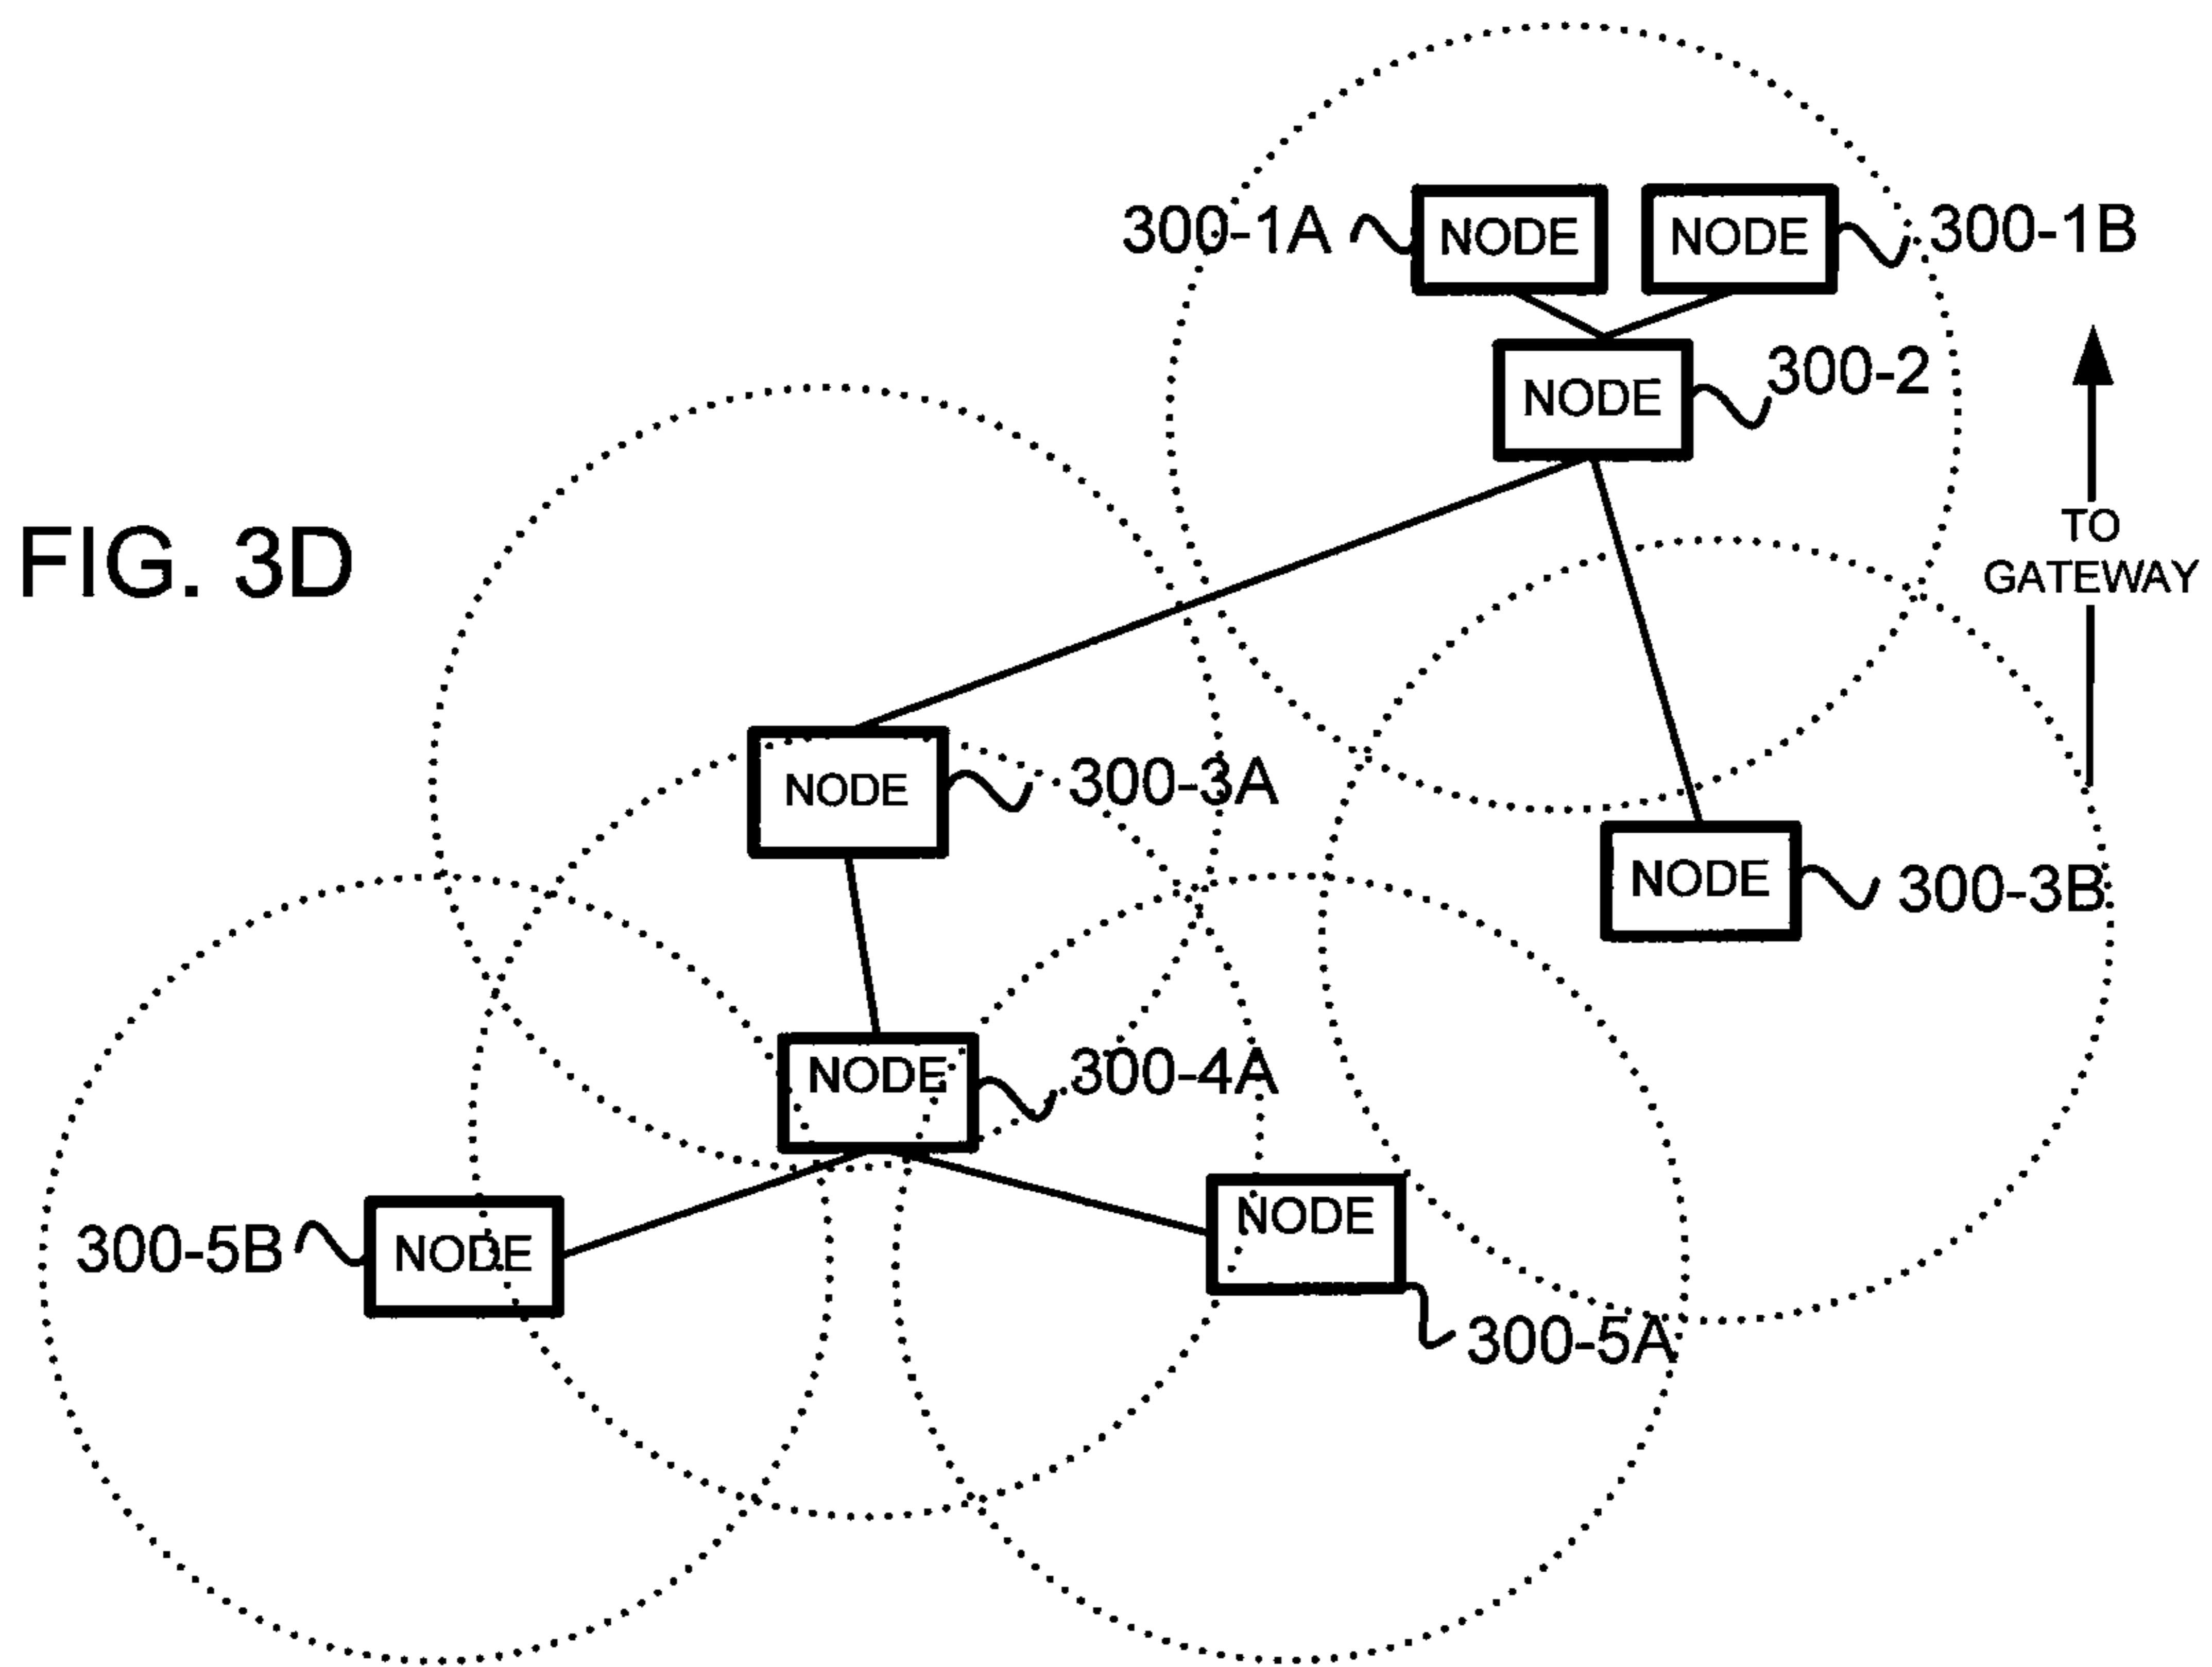 300-1A
NODE
NODE
300-1B
NODE
300-2
FIG. 3D
TO
GATEWAY
NODE
300-3A
NODE
300-3B
NODE
300-4A
300-5B
NODE
NODE
300-5A